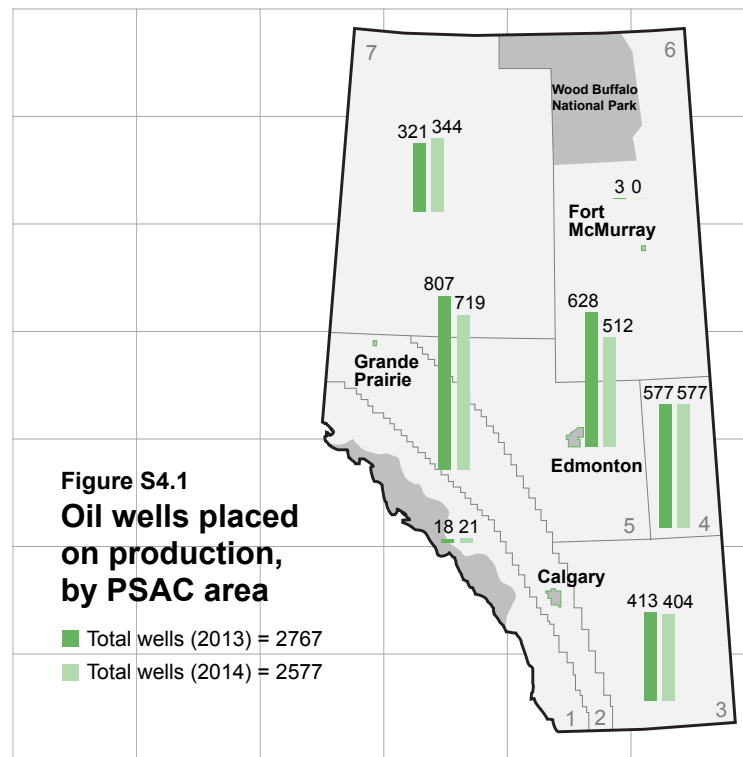 7
6
Wood Buffalo
National Park
321 344
3 0
Fort
McMurray
807
719
628
512
Grande
Prairie
577 577
Edmonton
5
4
Figure S4.1
Oil wells placed
on production,
by PSAC area
Total wells (2013) = 2767
Total wells (2014) = 2577
18 21
Calgary
413 404
1
2
3